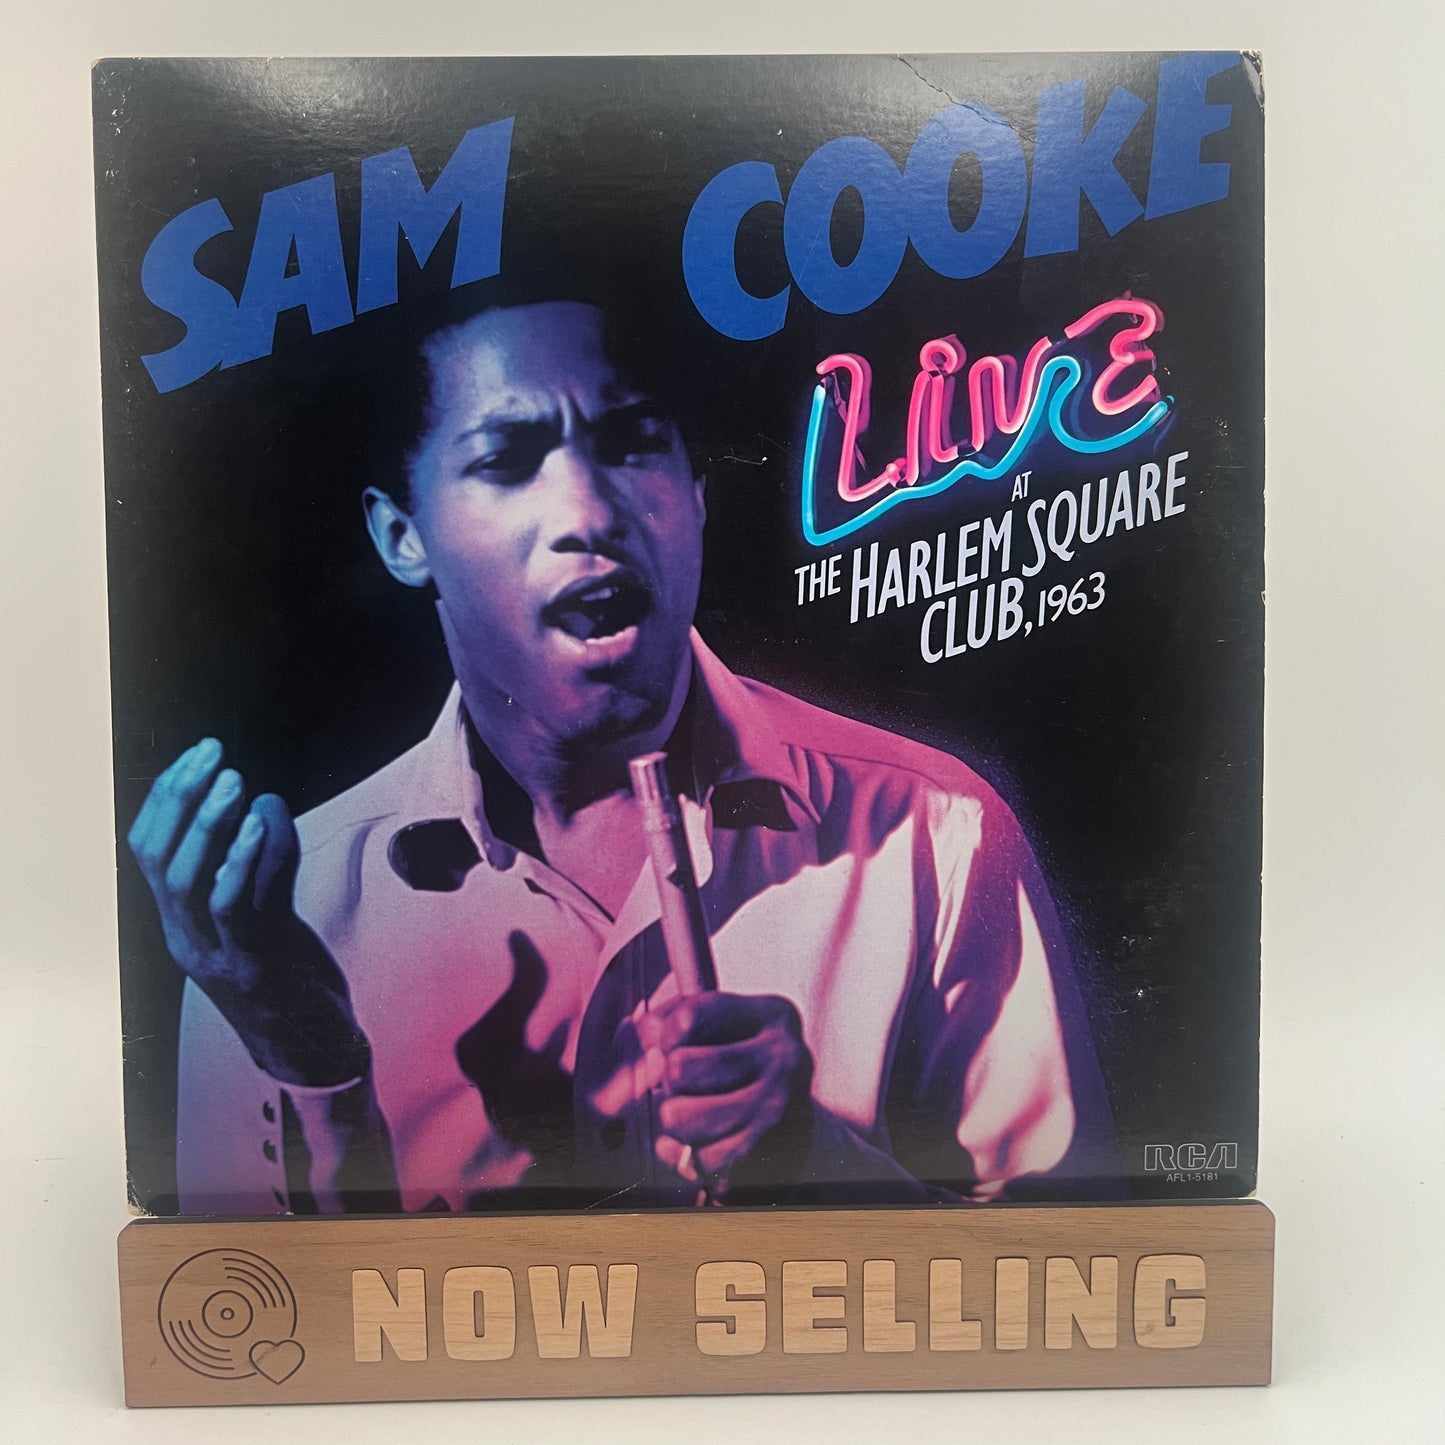 SAM COOKE
LIVE
AT
THE HARLEM SQUARE
CLUB, 1963
RCA
AFL1-5181
NOW SELLING